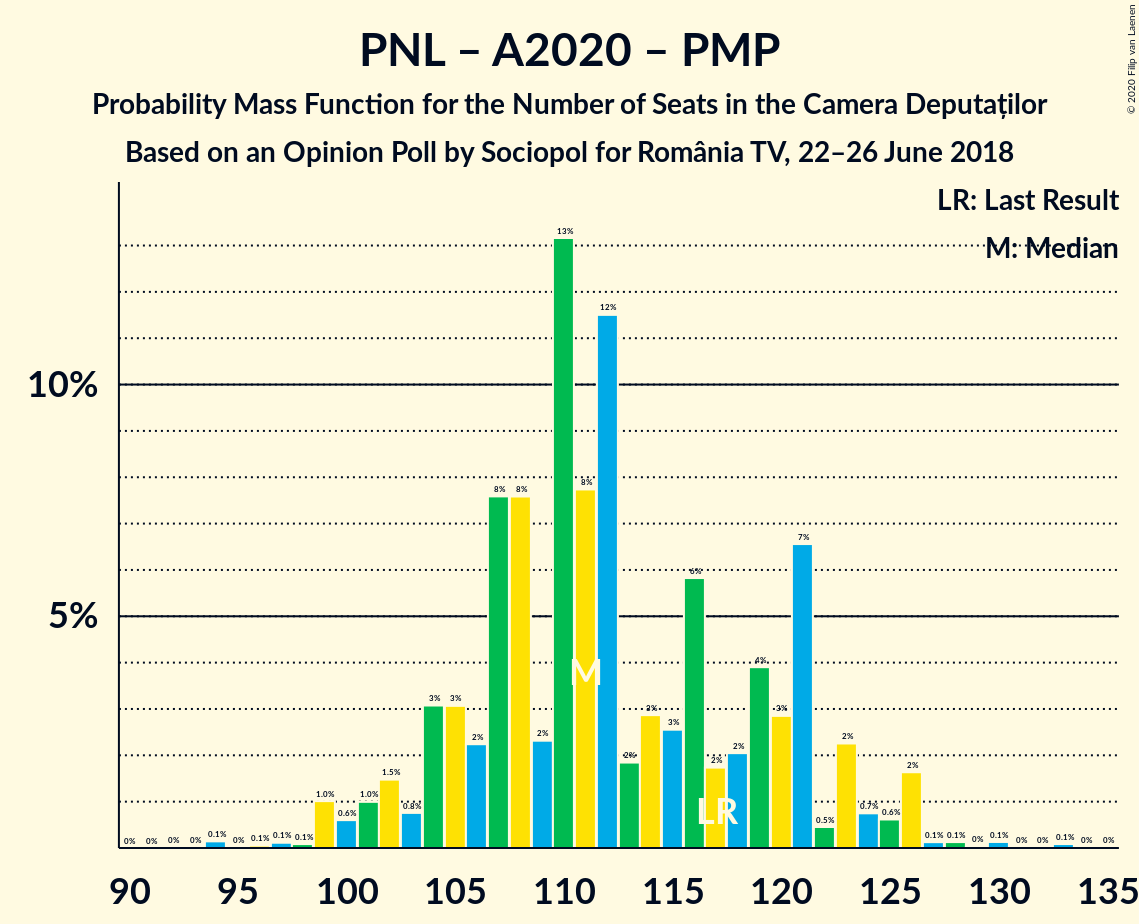 PNL – A2020 – PMP
Probability Mass Function for the Number of Seats in the Camera Deputaților
Based on an Opinion Poll by Sociopol for România TV, 22–26 June 2018
© 2020 Filip van Laenen
LR: Last Result
M: Median
10%
5%
0% 0% 0% 0% 0.1% 0% 0.1% 0.1% 0.1% 1.0% 0.6% 1.0% 1.5% 0.8% 3% 3% 2% 8% 8% 2% 13% 8% 12% 2% 3% 3% 6% 2% 2% 4% 3% 7% 0.5% 2% 0.7% 0.6% 2% 0.1% 0.1% 0% 0.1% 0% 0% 0.1% 0% 0%
M
LR
90 95 100 105 110 115 120 125 130 135